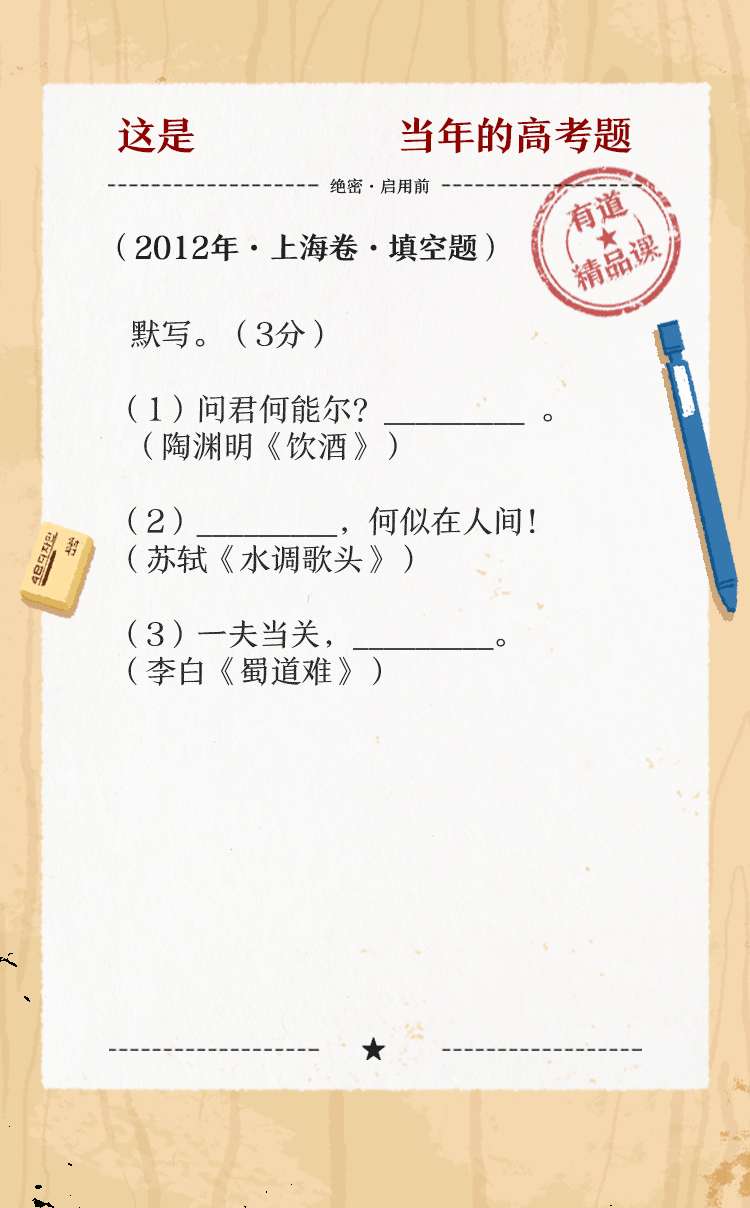 这是 当年的高考题
绝密·启用前
有道
精品课
（2012年·上海卷·填空题）
默写。（3分）
（1）问君何能尔？_________ 。
（陶渊明《饮酒》）
（2）_________，何似在人间！
（苏轼《水调歌头》）
（3）一夫当关，_________。
（李白《蜀道难》）